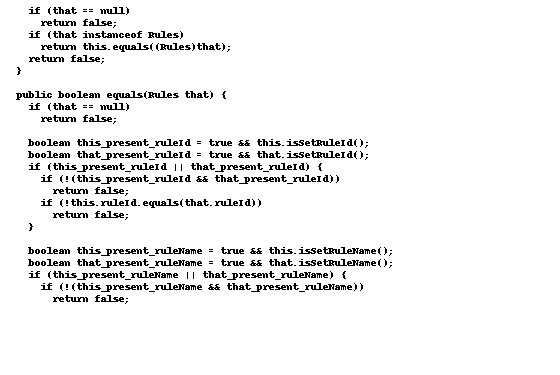 if (that == null)
      return false;
    if (that instanceof Rules)
      return this.equals((Rules)that);
    return false;
  }

  public boolean equals(Rules that) {
    if (that == null)
      return false;

    boolean this_present_ruleId = true && this.isSetRuleId();
    boolean that_present_ruleId = true && that.isSetRuleId();
    if (this_present_ruleId || that_present_ruleId) {
      if (!(this_present_ruleId && that_present_ruleId))
        return false;
      if (!this.ruleId.equals(that.ruleId))
        return false;
    }

    boolean this_present_ruleName = true && this.isSetRuleName();
    boolean that_present_ruleName = true && that.isSetRuleName();
    if (this_present_ruleName || that_present_ruleName) {
      if (!(this_present_ruleName && that_present_ruleName))
        return false;